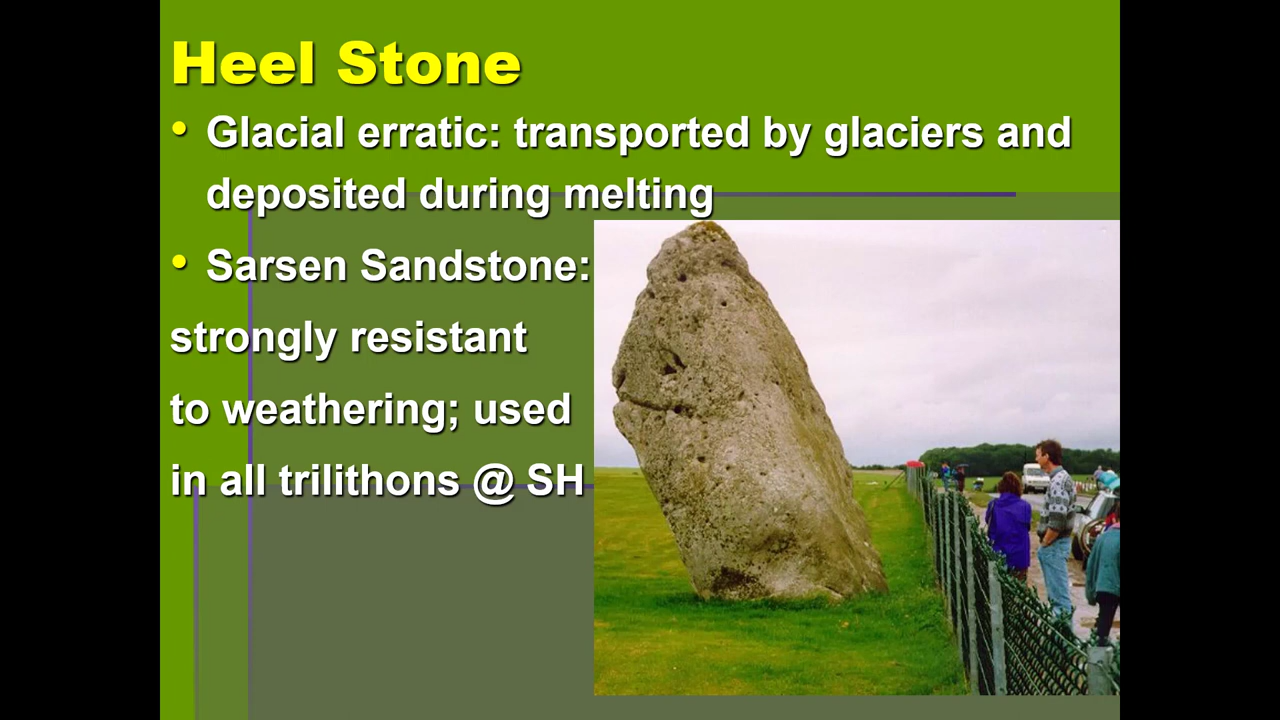 Heel Stone
• Glacial erratic: transported by glaciers and
deposited during melting
• Sarsen Sandstone:
strongly resistant
to weathering; used
in all trilithons @ SH